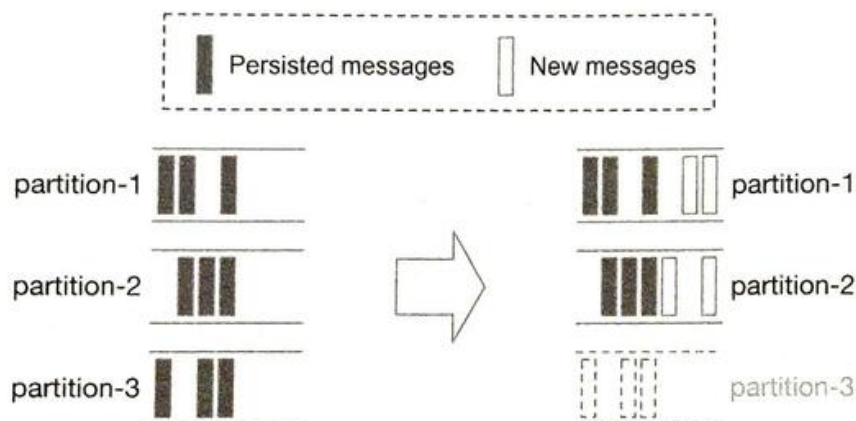 Persisted messages New messages
partition-1 partition-1
partition-2 partition-2
partition-3 partition-3